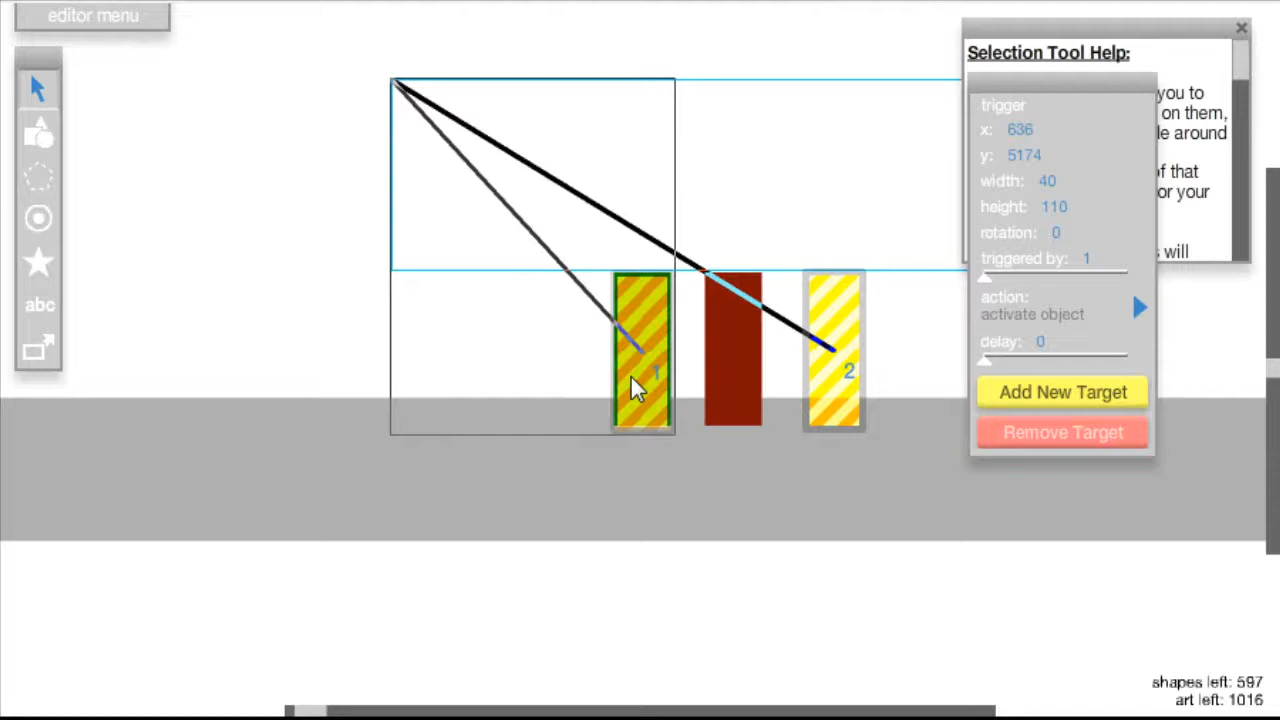 editor menu
Selection Tool Help:
you to
on them,
le around
of that
or your
s will
trigger
x: 636
y: 5174
width: 40
height: 110
rotation: 0
triggered by: 1
action:
activate object
delay: 0
Add New Target
Remove Target
abc
1
2
shapes left: 597
art left: 1016